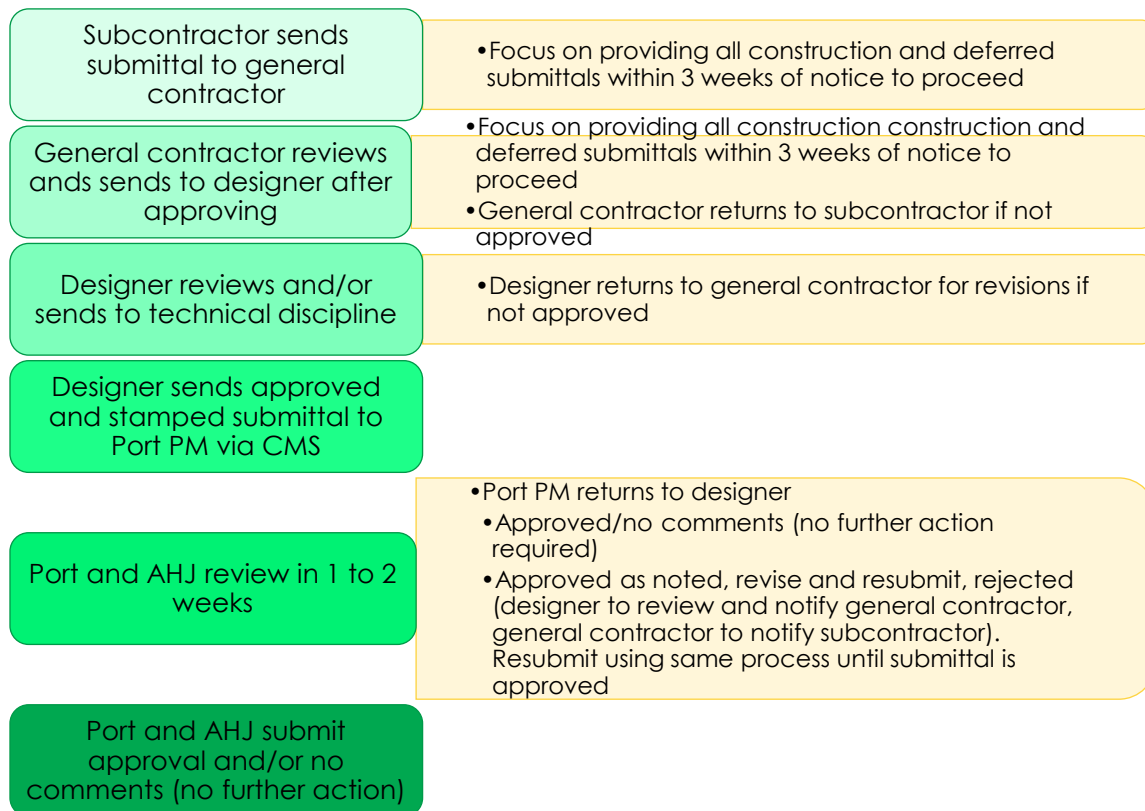 Subcontractor sends
submittal to general
contractor
•Focus on providing all construction and deferred
submittals within 3 weeks of notice to proceed
General contractor reviews
ands sends to designer after
approving
•Focus on providing all construction construction and
deferred submittals within 3 weeks of notice to
proceed
•General contractor returns to subcontractor if not
approved
Designer reviews and/or
sends to technical discipline
•Designer returns to general contractor for revisions if
not approved
Designer sends approved
and stamped submittal to
Port PM via CMS
Port and AHJ review in 1 to 2
weeks
•Port PM returns to designer
•Approved/no comments (no further action
required)
•Approved as noted, revise and resubmit, rejected
(designer to review and notify general contractor,
general contractor to notify subcontractor).
Resubmit using same process until submittal is
approved
Port and AHJ submit
approval and/or no
comments (no further action)